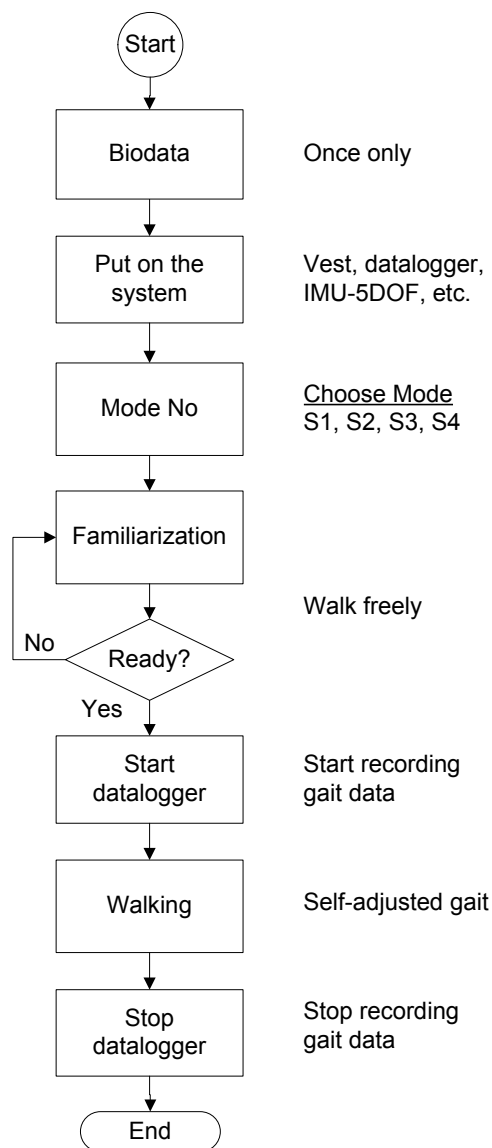 Start
Biodata
Once only
Put on the
system
Vest, datalogger,
IMU-5DOF, etc.
Mode No
Choose Mode
S1, S2, S3, S4
Familiarization
Walk freely
No
Ready?
Yes
Start
datalogger
Start recording
gait data
Walking
Self-adjusted gait
Stop
datalogger
Stop recording
gait data
End